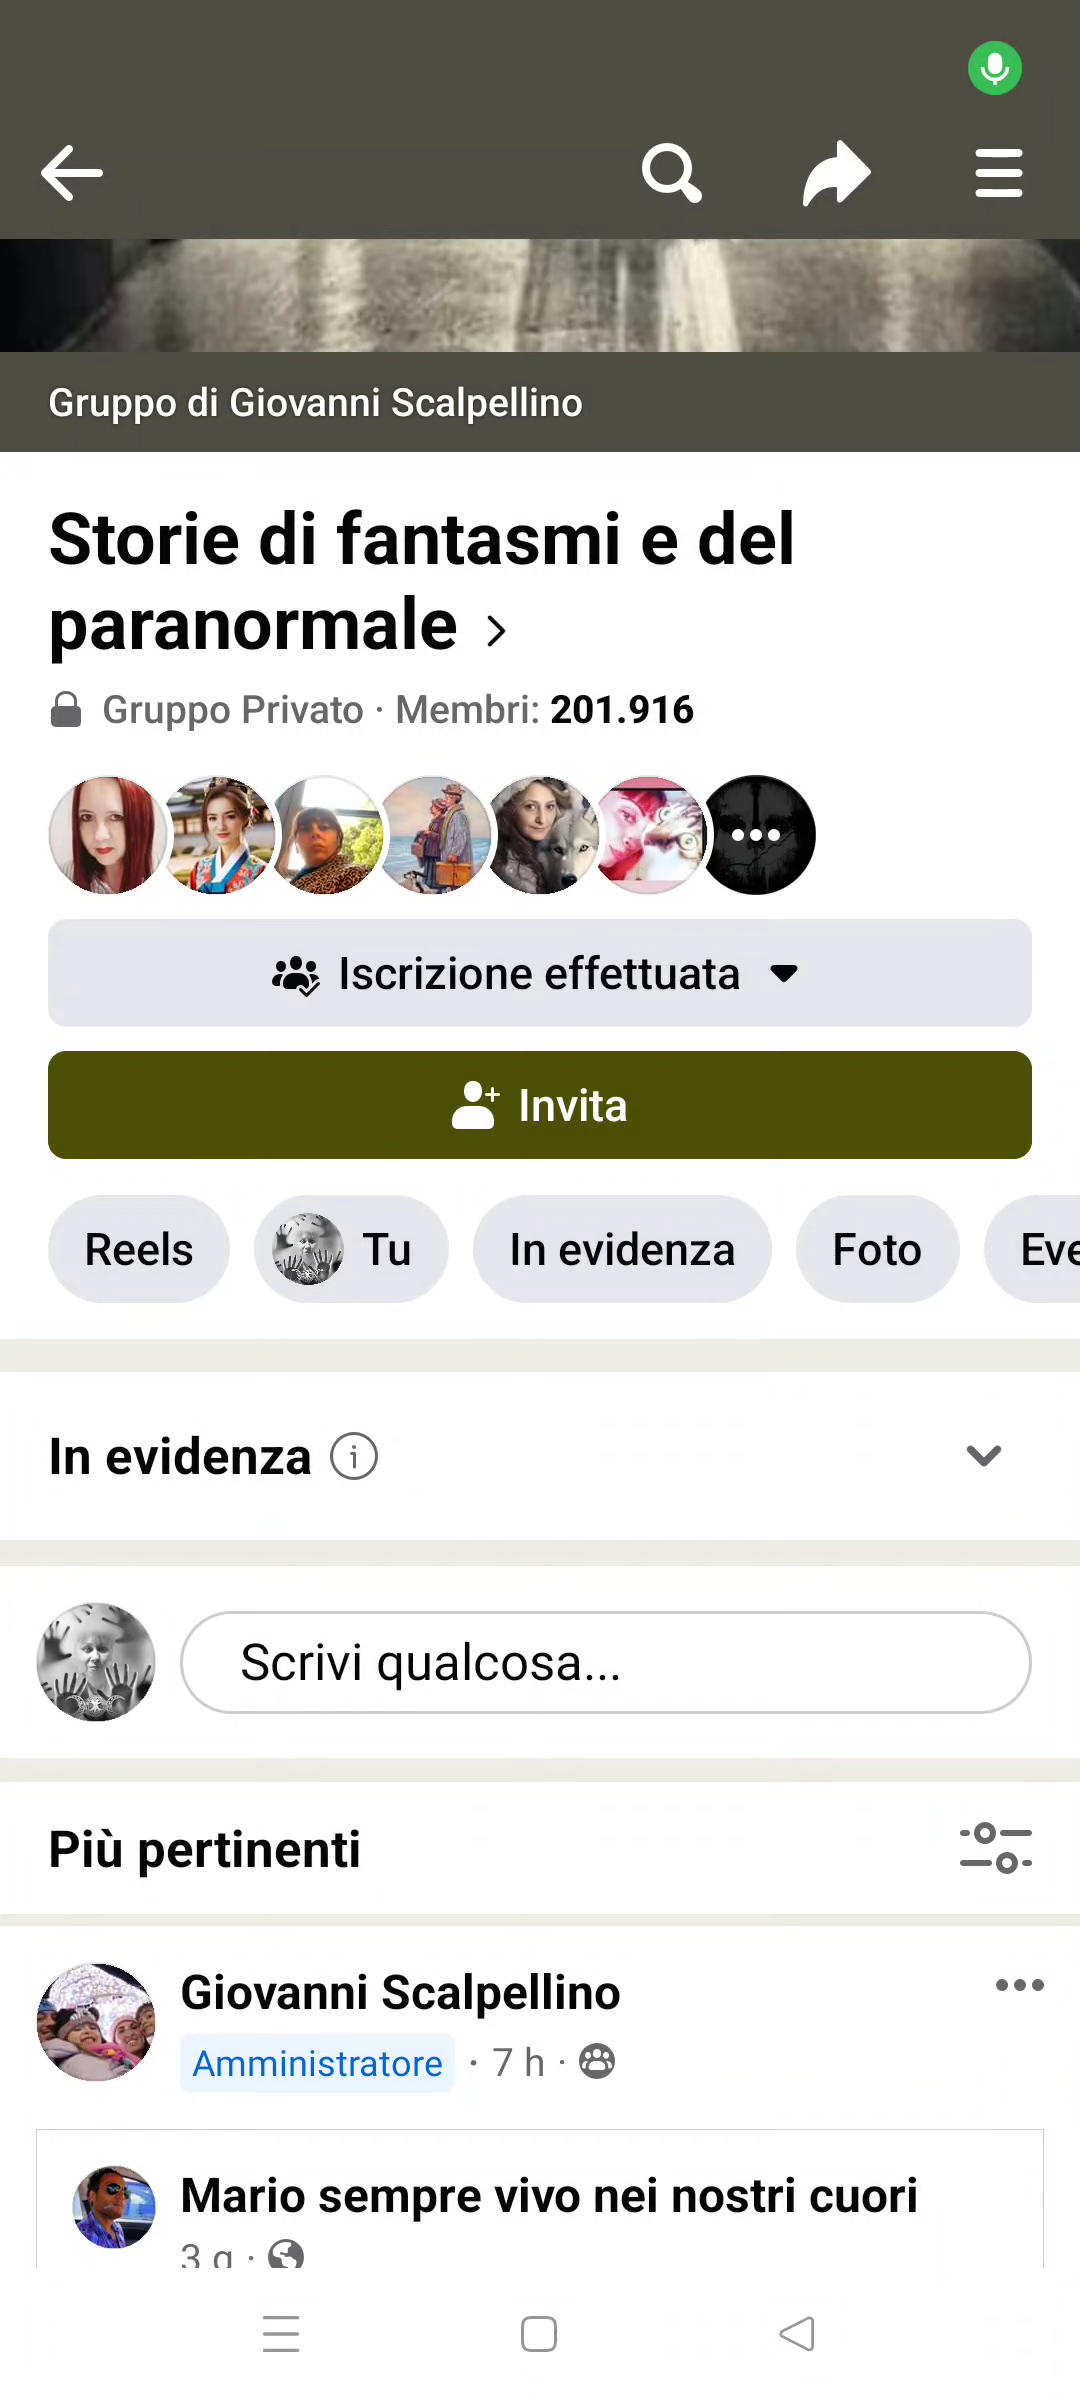 Gruppo di Giovanni Scalpellino
Storie di fantasmi e del
paranormale
Gruppo Privato · Membri: 201.916
Iscrizione effettuata
Invita
Reels
Tu
In evidenza
Foto
Eve
In evidenza
Scrivi qualcosa...
Più pertinenti
Giovanni Scalpellino
Amministratore · 7 h ·
Mario sempre vivo nei nostri cuori
3 g ·